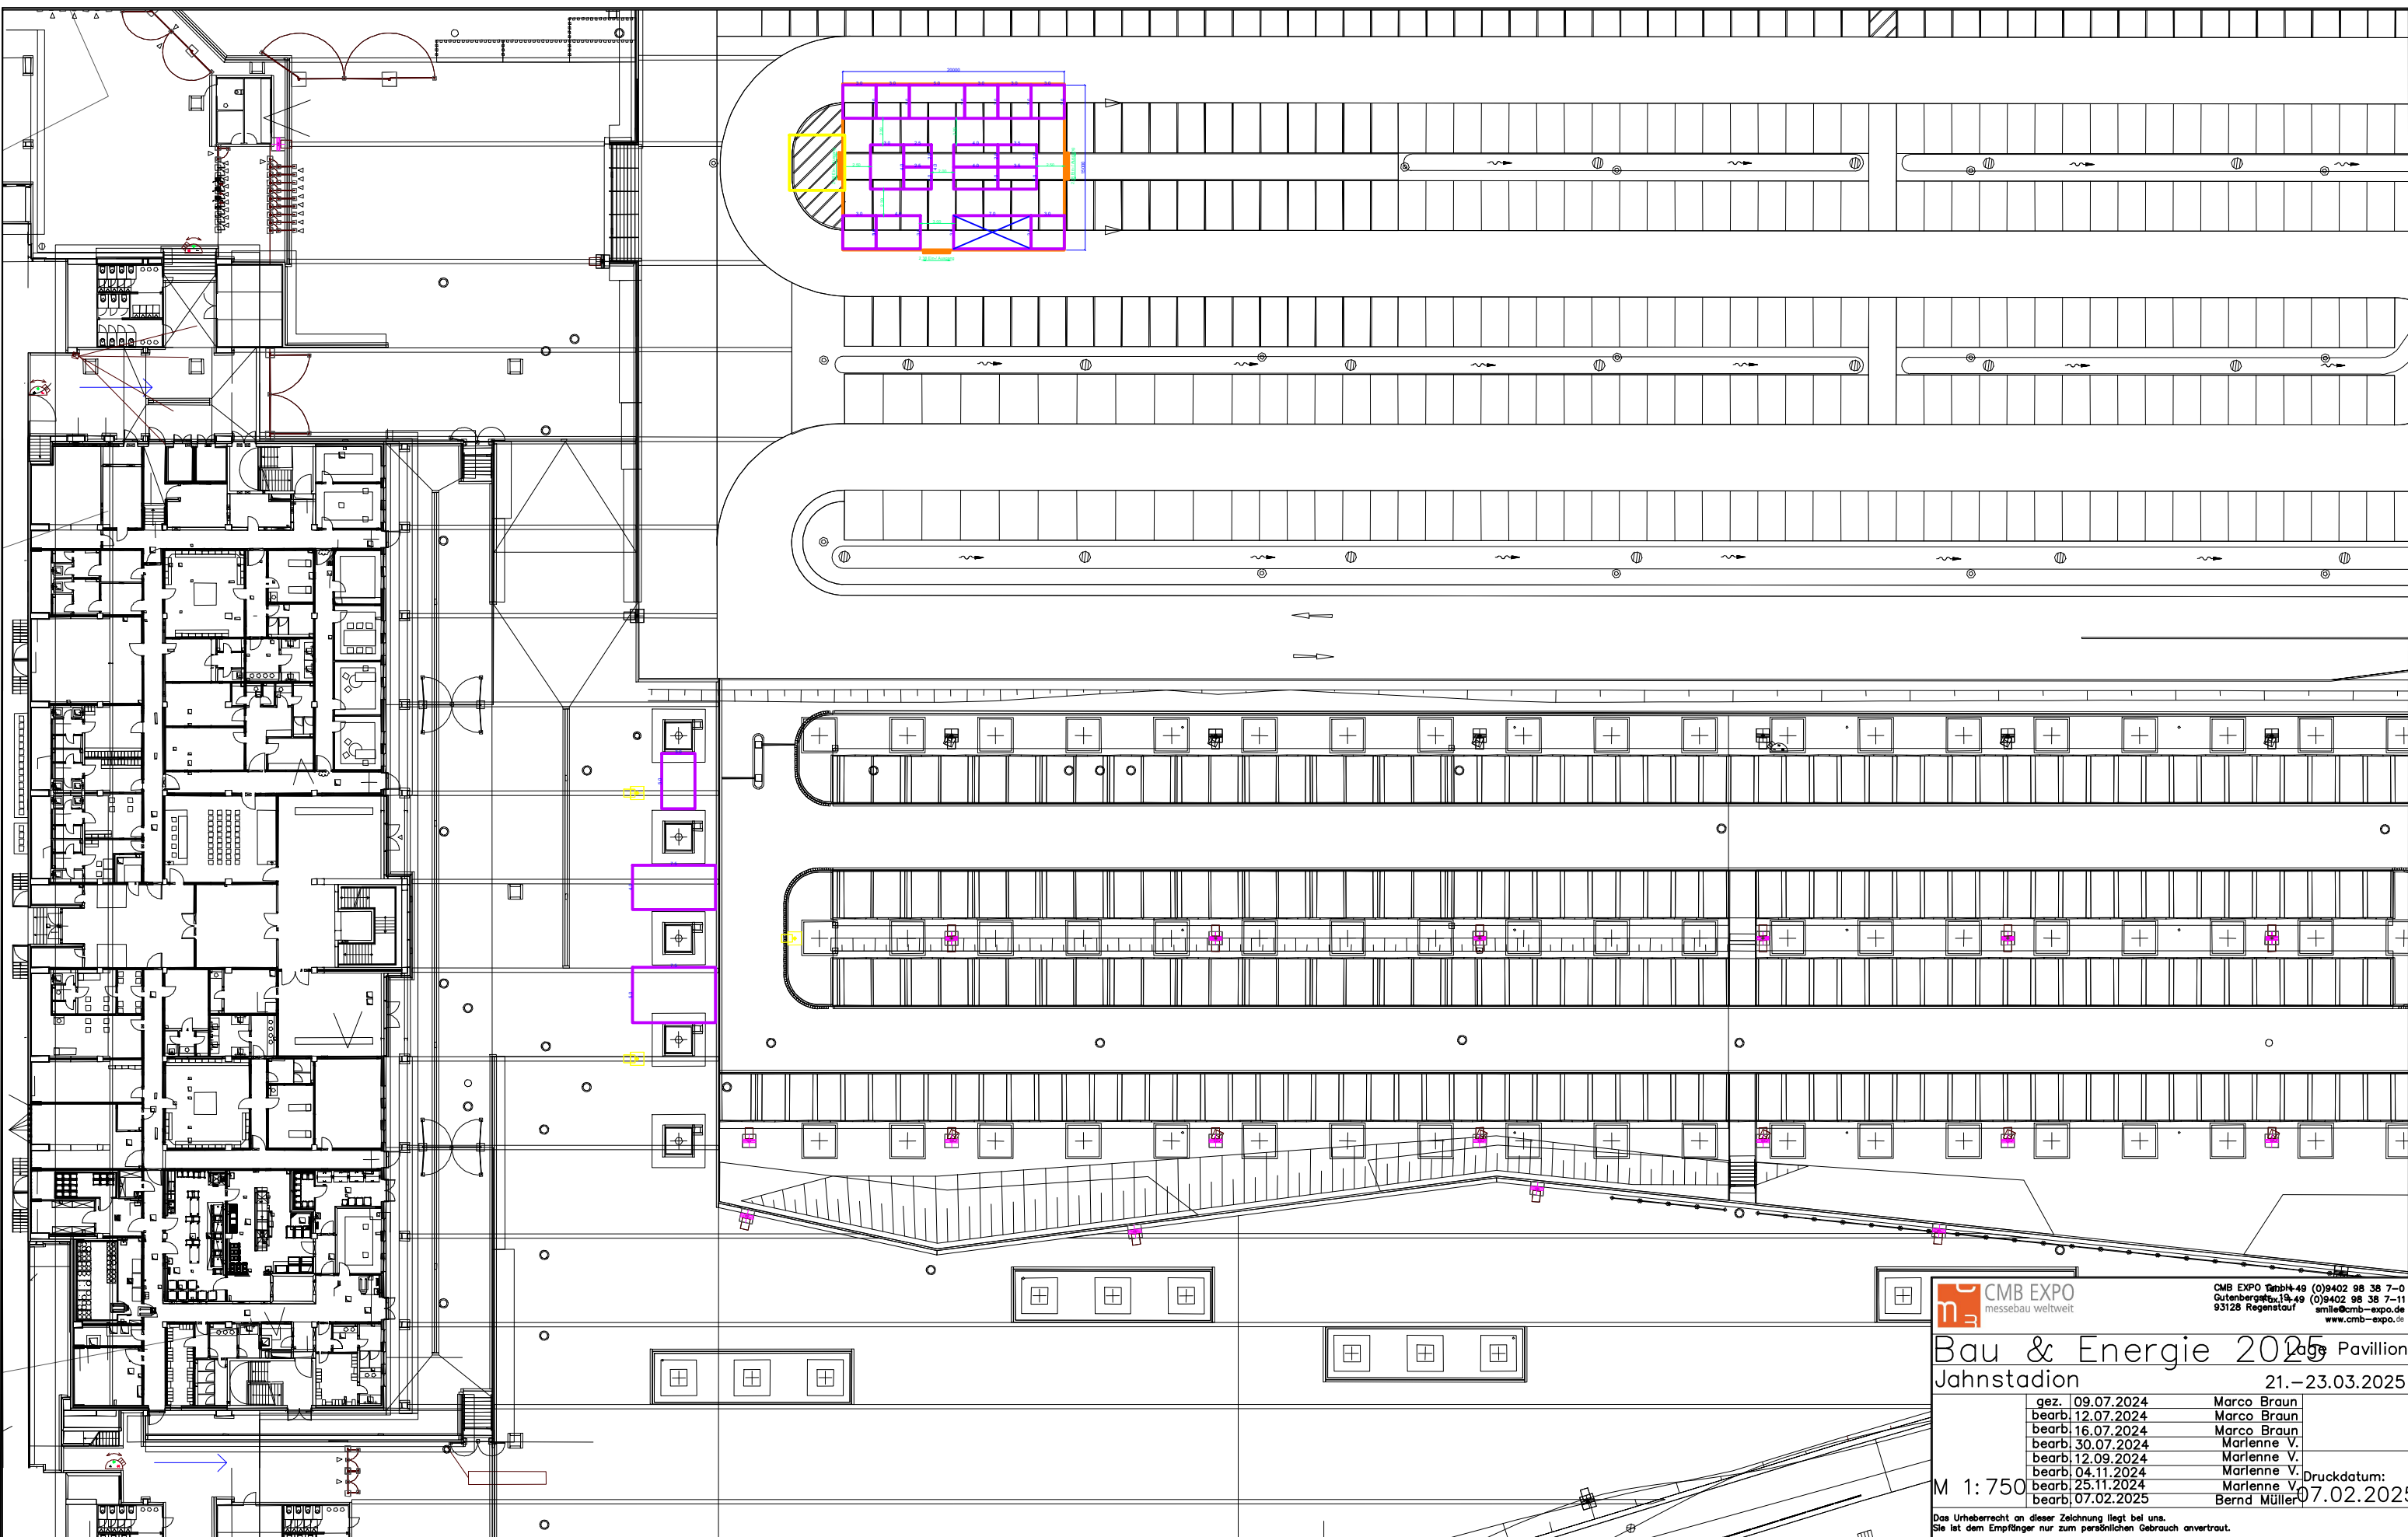 20000
15000
CMB EXPO
messebau weltweit
CMB EXPO GmbH
Gutenbergstr. 19
93128 Regenstauf
Tel.: +49 (0)9402 98 38 7-0
Fax.: +49 (0)9402 98 38 7-11
smile@cmb-expo.de
www.cmb-expo.de
Bau & Energie 2025
Lage Pavillion
Jahnstadion
21.-23.03.2025
gez. 09.07.2024 Marco Braun
bearb. 12.07.2024 Marco Braun
bearb. 16.07.2024 Marco Braun
bearb. 30.07.2024 Marlenne V.
bearb. 12.09.2024 Marlenne V.
bearb. 04.11.2024 Marlenne V.
bearb. 25.11.2024 Marlenne V.
bearb. 07.02.2025 Bernd Müller
M 1:750
Druckdatum:
07.02.2025
Das Urheberrecht an dieser Zeichnung liegt bei uns.
Sie ist dem Empfänger nur zum persönlichen Gebrauch anvertraut.